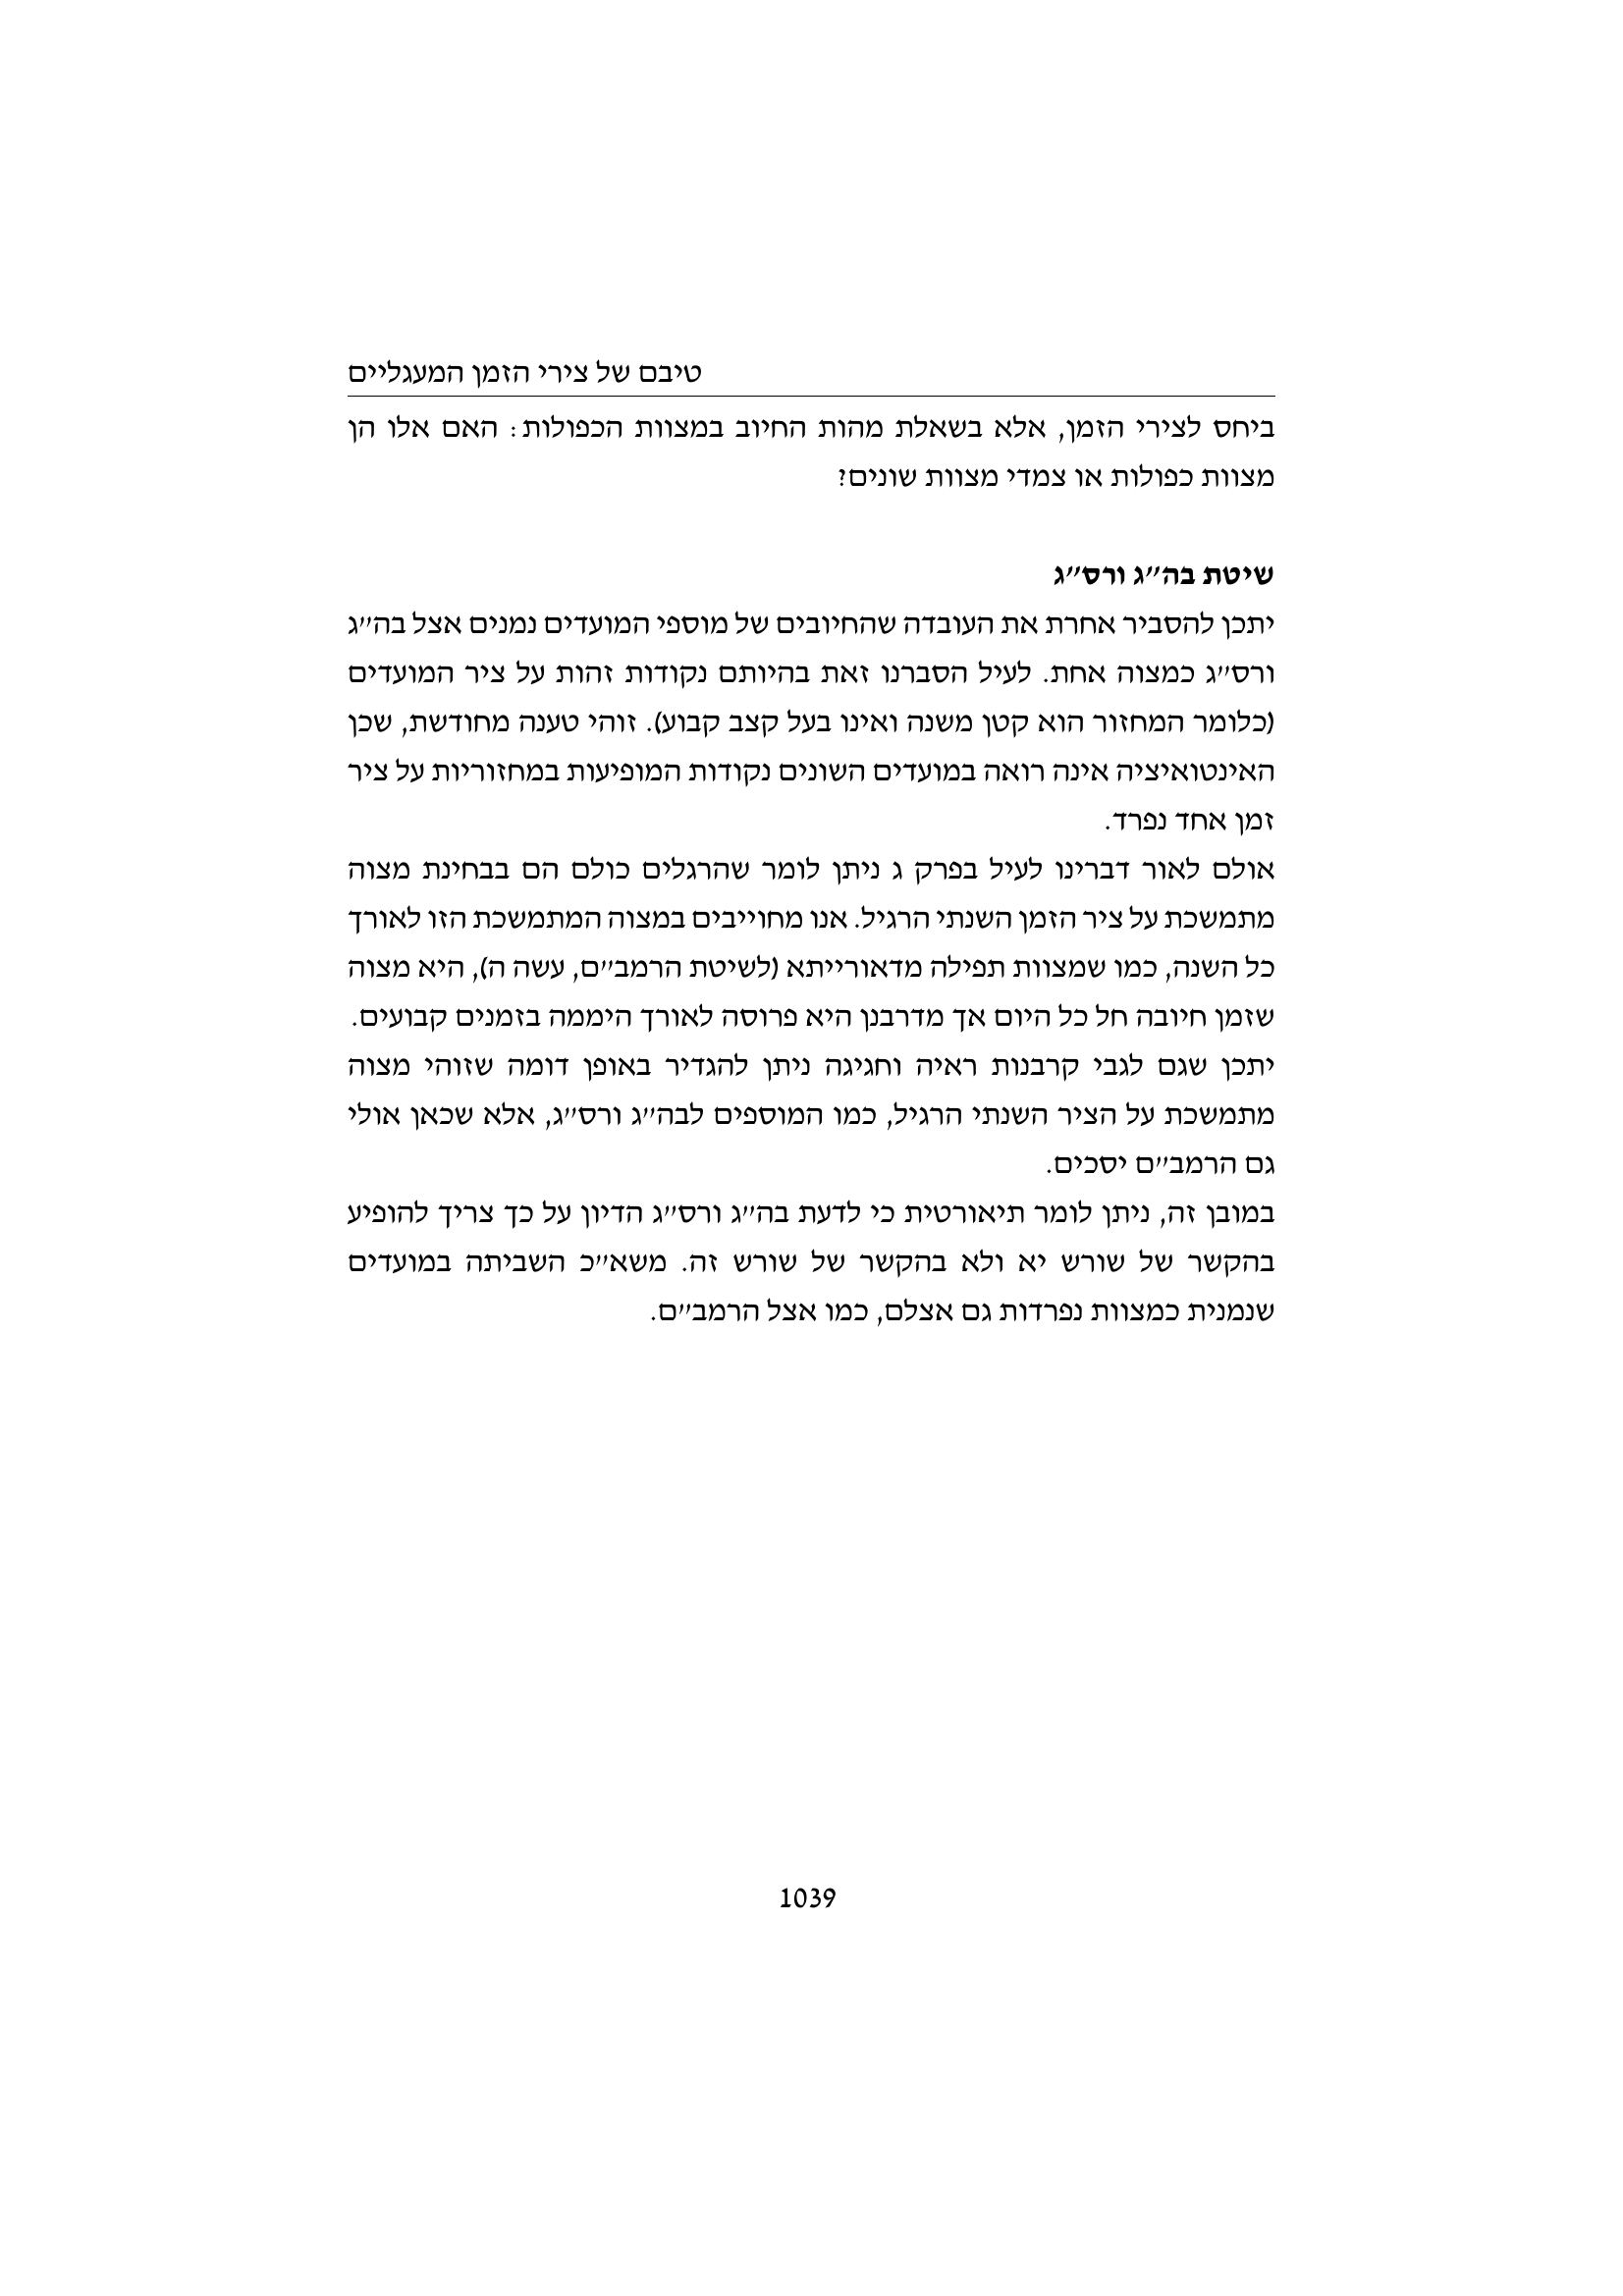 טיבם של צירי הזמן המעגליים
ביחס לצירי הזמן, אלא בשאלת מהות החיוב במצוות הכפולות: האם אלו הן
מצוות כפולות או צמדי מצוות שונים?
שיטת בה״ג ורס״ג
יתכן להסביר אחרת את העובדה שהחיובים של מוספי המועדים נמנים אצל בה״ג
ורס״ג כמצוה אחת. לעיל הסברנו זאת בהיותם נקודות זהות על ציר המועדים
(כלומר המחזור הוא קטן משנה ואינו בעל קצב קבוע). זוהי טענה מחודשת, שכן
האינטואיציה אינה רואה במועדים השונים נקודות המופיעות במחזוריות על ציר
זמן אחד נפרד.
אולם לאור דברינו לעיל בפרק ג ניתן לומר שהרגלים כולם הם בבחינת מצוה
מתמשכת על ציר הזמן השנתי הרגיל. אנו מחוייבים במצוה המתמשכת הזו לאורך
כל השנה, כמו שמצוות תפילה מדאורייתא (לשיטת הרמב״ם, עשה ה), היא מצוה
שזמן חיובה חל כל היום אך מדרבנן היא פרוסה לאורך היממה בזמנים קבועים.
יתכן שגם לגבי קרבנות ראיה וחגיגה ניתן להגדיר באופן דומה שזוהי מצוה
מתמשכת על הציר השנתי הרגיל, כמו המוספים לבה״ג ורס״ג, אלא שכאן אולי
גם הרמב״ם יסכים.
במובן זה, ניתן לומר תיאורטית כי לדעת בה״ג ורס״ג הדיון על כך צריך להופיע
בהקשר של שורש יא ולא בהקשר של שורש זה. משא״כ השביתה במועדים
שנמנית כמצוות נפרדות גם אצלם, כמו אצל הרמב״ם.
1039